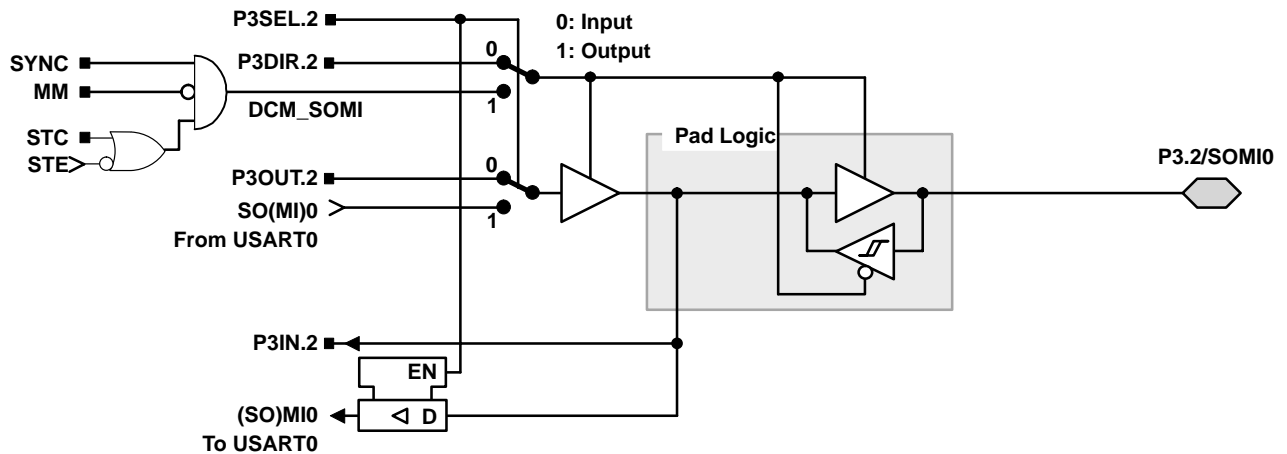 P3SEL.2
0: Input
1: Output
SYNC
P3DIR.2
0
MM
DCM_SOMI
1
STC
STE
Pad Logic
P3.2/SOMI0
P3OUT.2
0
SO(MI)0
1
From USART0
P3IN.2
EN
(SO)MI0
D
To USART0